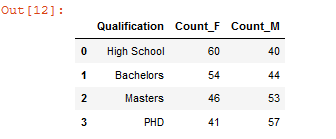 Out[12]:
Qualification Count_F Count_M
0 High School 60 40
1 Bachelors 54 44
2 Masters 46 53
3 PHD 41 57